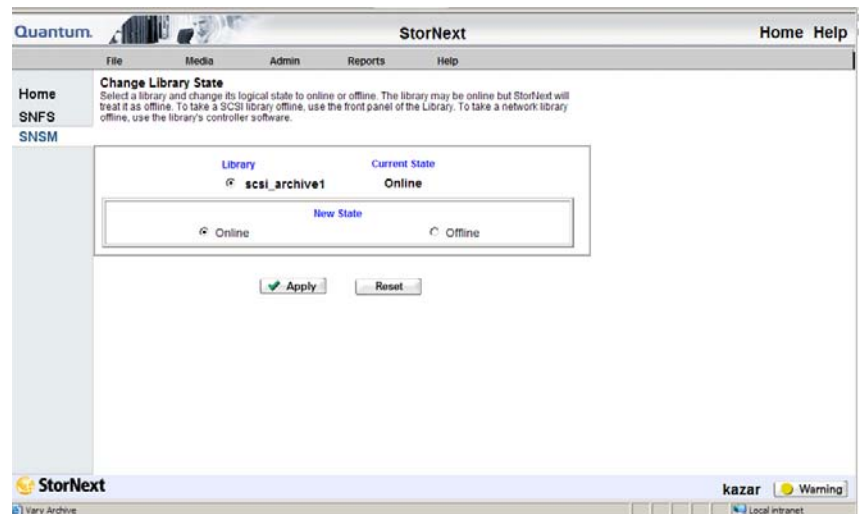 Quantum.
StorNext
Home Help
File Media Admin Reports Help
Home
SNFS
SNSM
Change Library State
Select a library and change its logical state to online or offline. The library may be online but StorNext will
treat it as offline. To take a SCSI library offline, use the front panel of the Library. To take a network library
offline, use the library's controller software.
Library Current State
scsi_archive1 Online
New State
Online Offline
Apply Reset
StorNext
kazar Warning
Vary Archive Local intranet